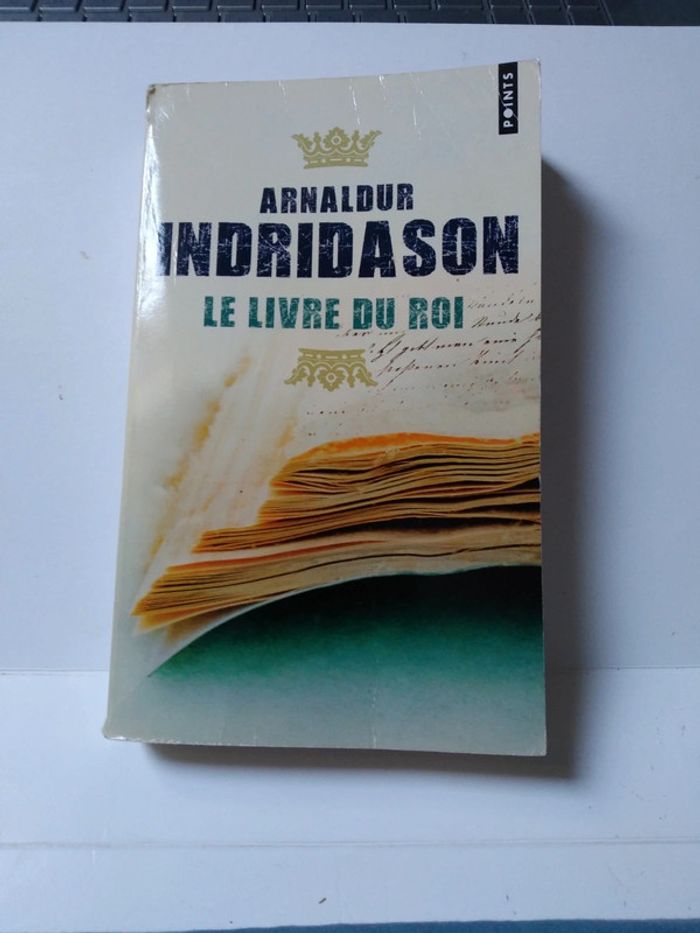 POINTS
ARNALDUR
INDRIDASON
LE LIVRE DU ROI